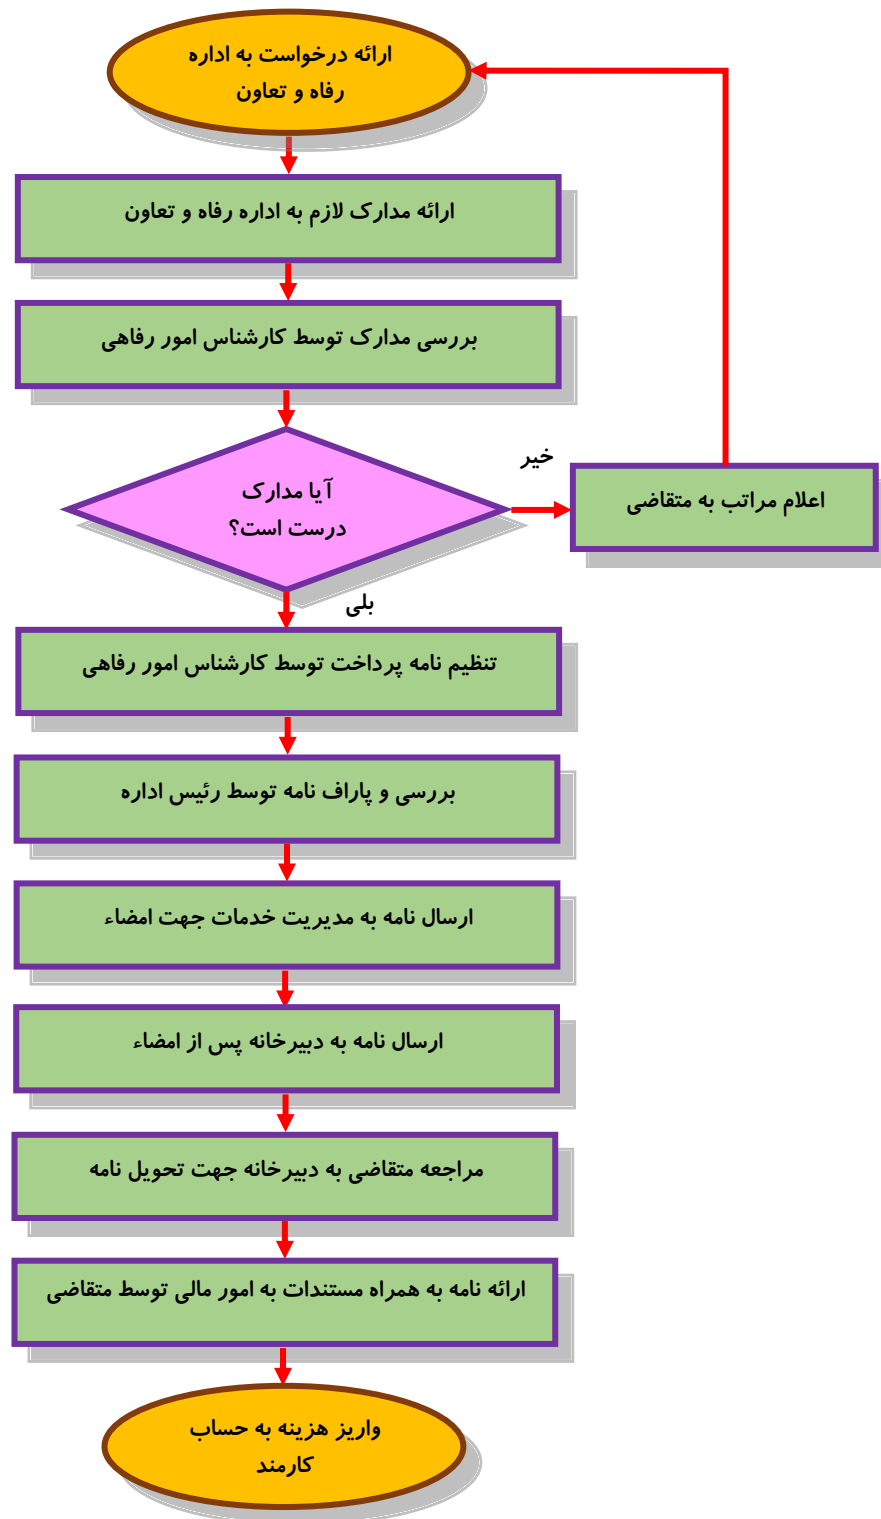 ارائه درخواست به اداره
رفاه و تعاون
ارائه مدارک لازم به اداره رفاه و تعاون
بررسی مدارک توسط کارشناس امور رفاهی
آیا مدارک
درست است؟
خیر
اعلام مراتب به متقاضی
بلی
تنظیم نامه پرداخت توسط کارشناس امور رفاهی
بررسی و پاراف نامه توسط رئیس اداره
ارسال نامه به مدیریت خدمات جهت امضاء
ارسال نامه به دبیرخانه پس از امضاء
مراجعه متقاضی به دبیرخانه جهت تحویل نامه
ارائه نامه به همراه مستندات به امور مالی توسط متقاضی
واریز هزینه به حساب
کارمند